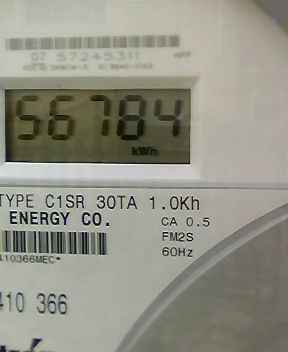 07 57245311
56784
kWh
TYPE C1SR 30TA 1.0Kh
ENERGY CO.
CA 0.5
FM2S
60Hz
410366MEC*
410 366